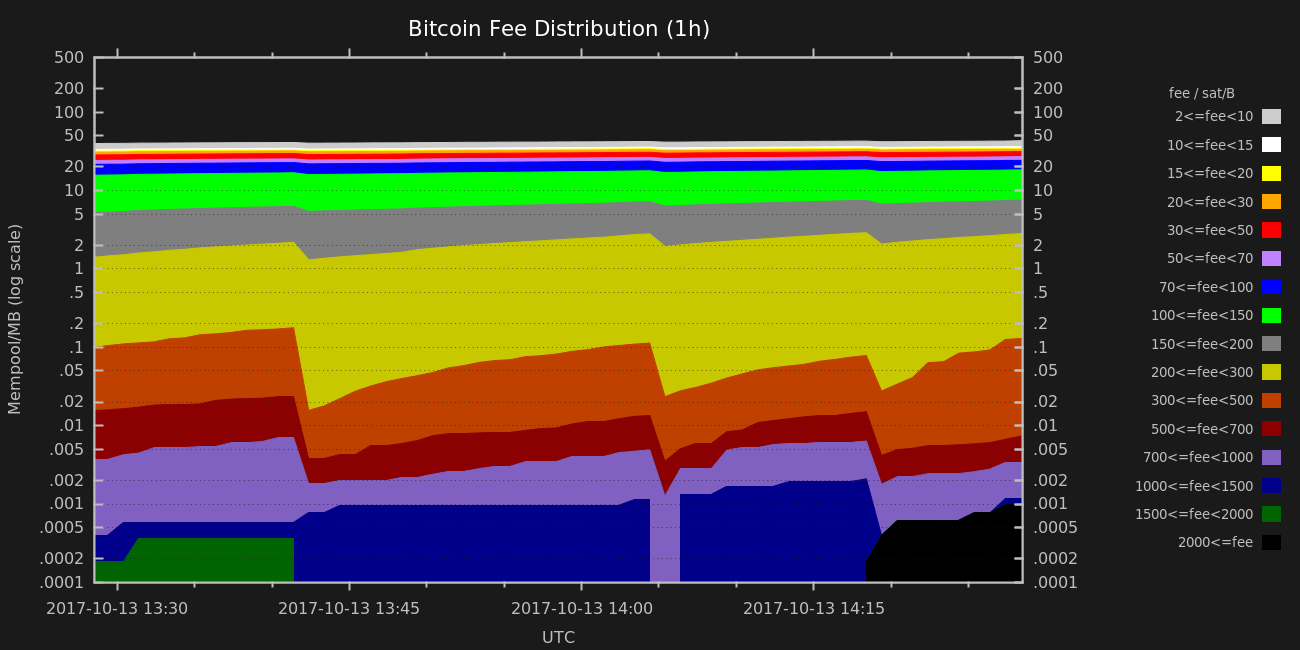 Bitcoin Fee Distribution (1h)
500
200
100
50
20
10
5
2
1
.5
.2
.1
.05
.02
.01
.005
.002
.001
.0005
.0002
.0001
Mempool/MB (log scale)
500
200
100
50
20
10
5
2
1
.5
.2
.1
.05
.02
.01
.005
.002
.001
.0005
.0002
.0001
2017-10-13 13:30
2017-10-13 13:45
2017-10-13 14:00
2017-10-13 14:15
UTC
fee / sat/B
2<=fee<10
10<=fee<15
15<=fee<20
20<=fee<30
30<=fee<50
50<=fee<70
70<=fee<100
100<=fee<150
150<=fee<200
200<=fee<300
300<=fee<500
500<=fee<700
700<=fee<1000
1000<=fee<1500
1500<=fee<2000
2000<=fee